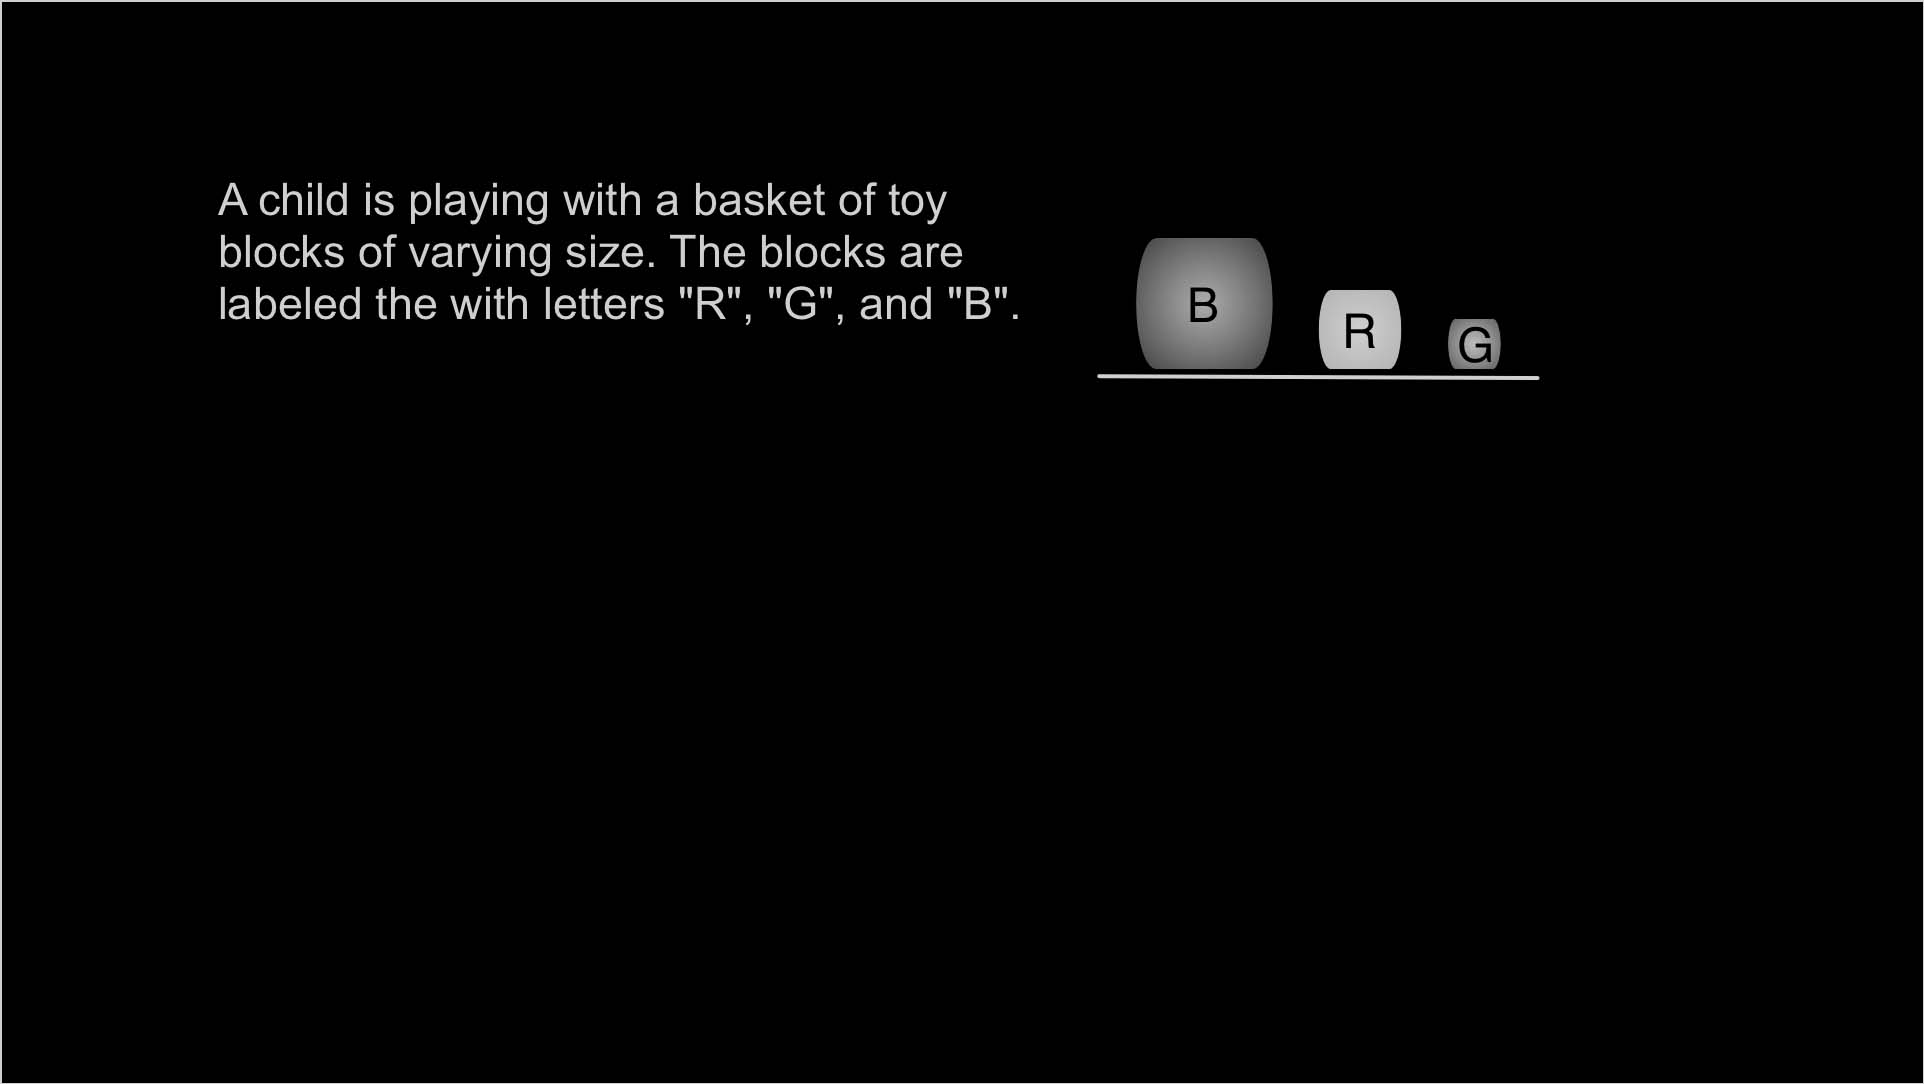 A child is playing with a basket of toy
blocks of varying size. The blocks are
labeled the with letters "R", "G", and "B".
B
R
G